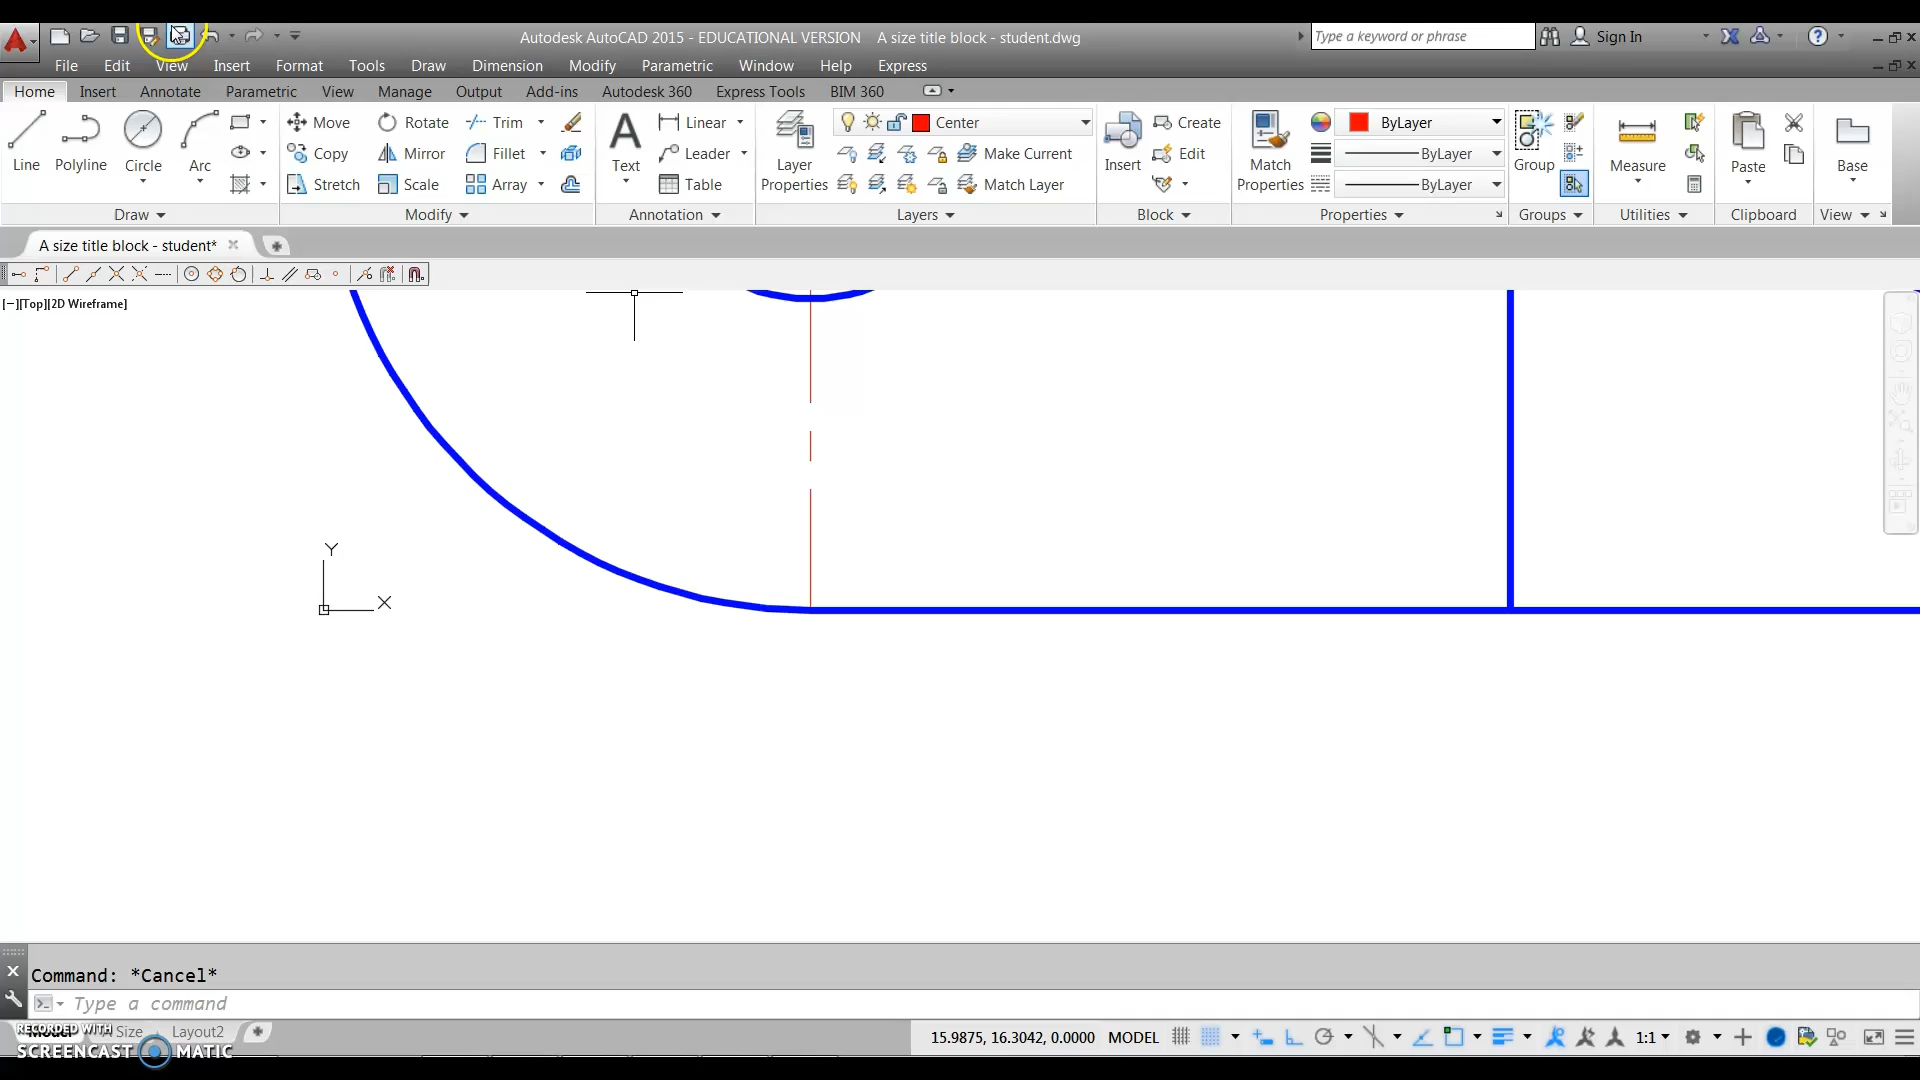 Autodesk AutoCAD 2015 - EDUCATIONAL VERSION A size title block - student.dwg
Type a keyword or phrase
Sign In
File Edit View Insert Format Tools Draw Dimension Modify Parametric Window Help Express
Home Insert Annotate Parametric View Manage Output Add-ins Autodesk 360 Express Tools BIM 360
Move Rotate Trim Linear Center Create ByLayer
Line Polyline Circle Arc Copy Mirror Fillet Text Leader Layer Make Current Insert Edit Match ByLayer Group Measure Paste Base
Stretch Scale Array Table Properties Match Layer Properties ByLayer
Draw Modify Annotation Layers Block Properties Groups Utilities Clipboard View
A size title block - student*
[−][Top][2D Wireframe]
Y
X
Command: *Cancel*
Type a command
Model A Size Layout2
RECORDED WITH
SCREENCAST MATIC
15.9875, 16.3042, 0.0000 MODEL 1:1